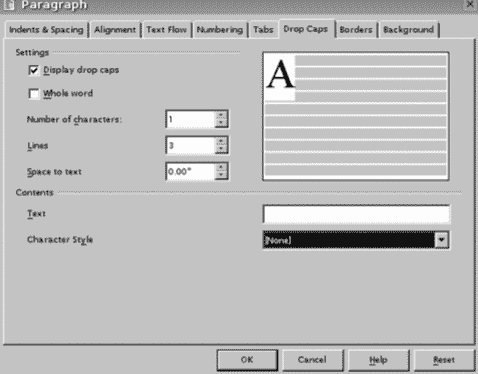 Paragraph
Indents & Spacing Alignment Text Flow Numbering Tabs Drop Caps Borders Background
Settings
Display drop caps
Whole word
Number of characters: 1
Lines 3
Space to text 0.00"
A
Contents
Text
Character Style [None]
OK Cancel Help Reset